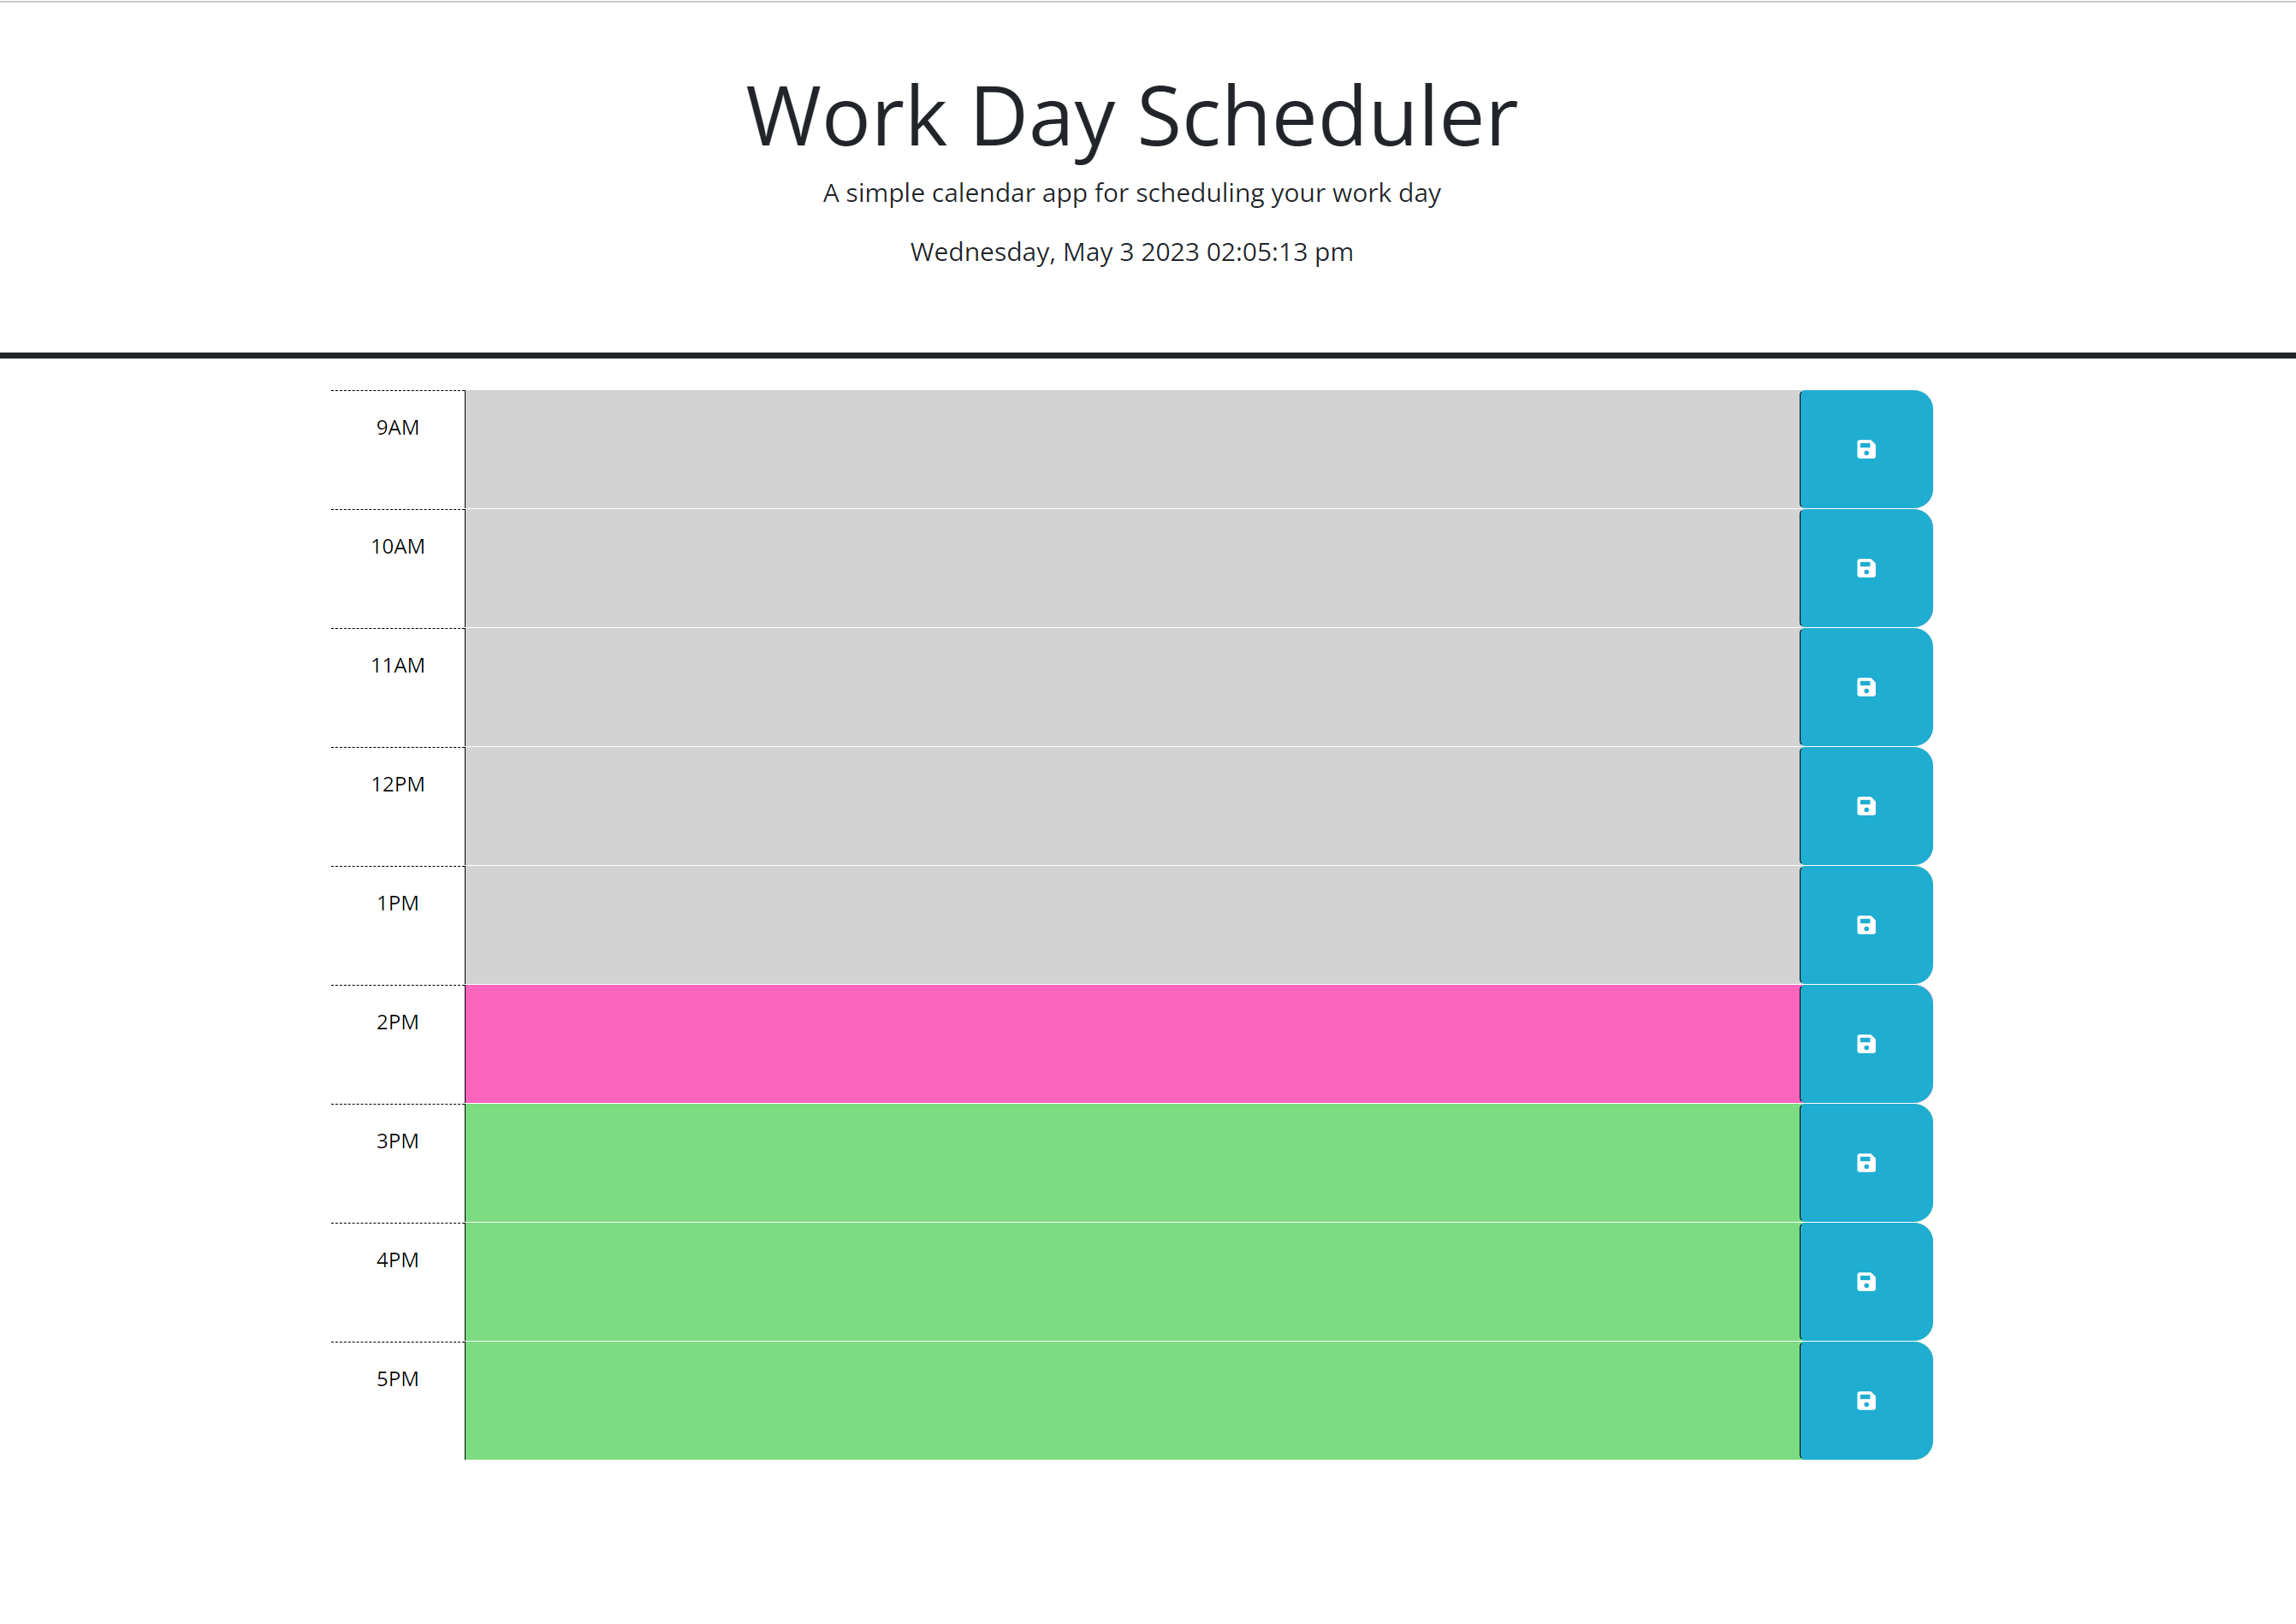 Work Day Scheduler
A simple calendar app for scheduling your work day
Wednesday, May 3 2023 02:05:13 pm
9AM
10AM
11AM
12PM
1PM
2PM
3PM
4PM
5PM